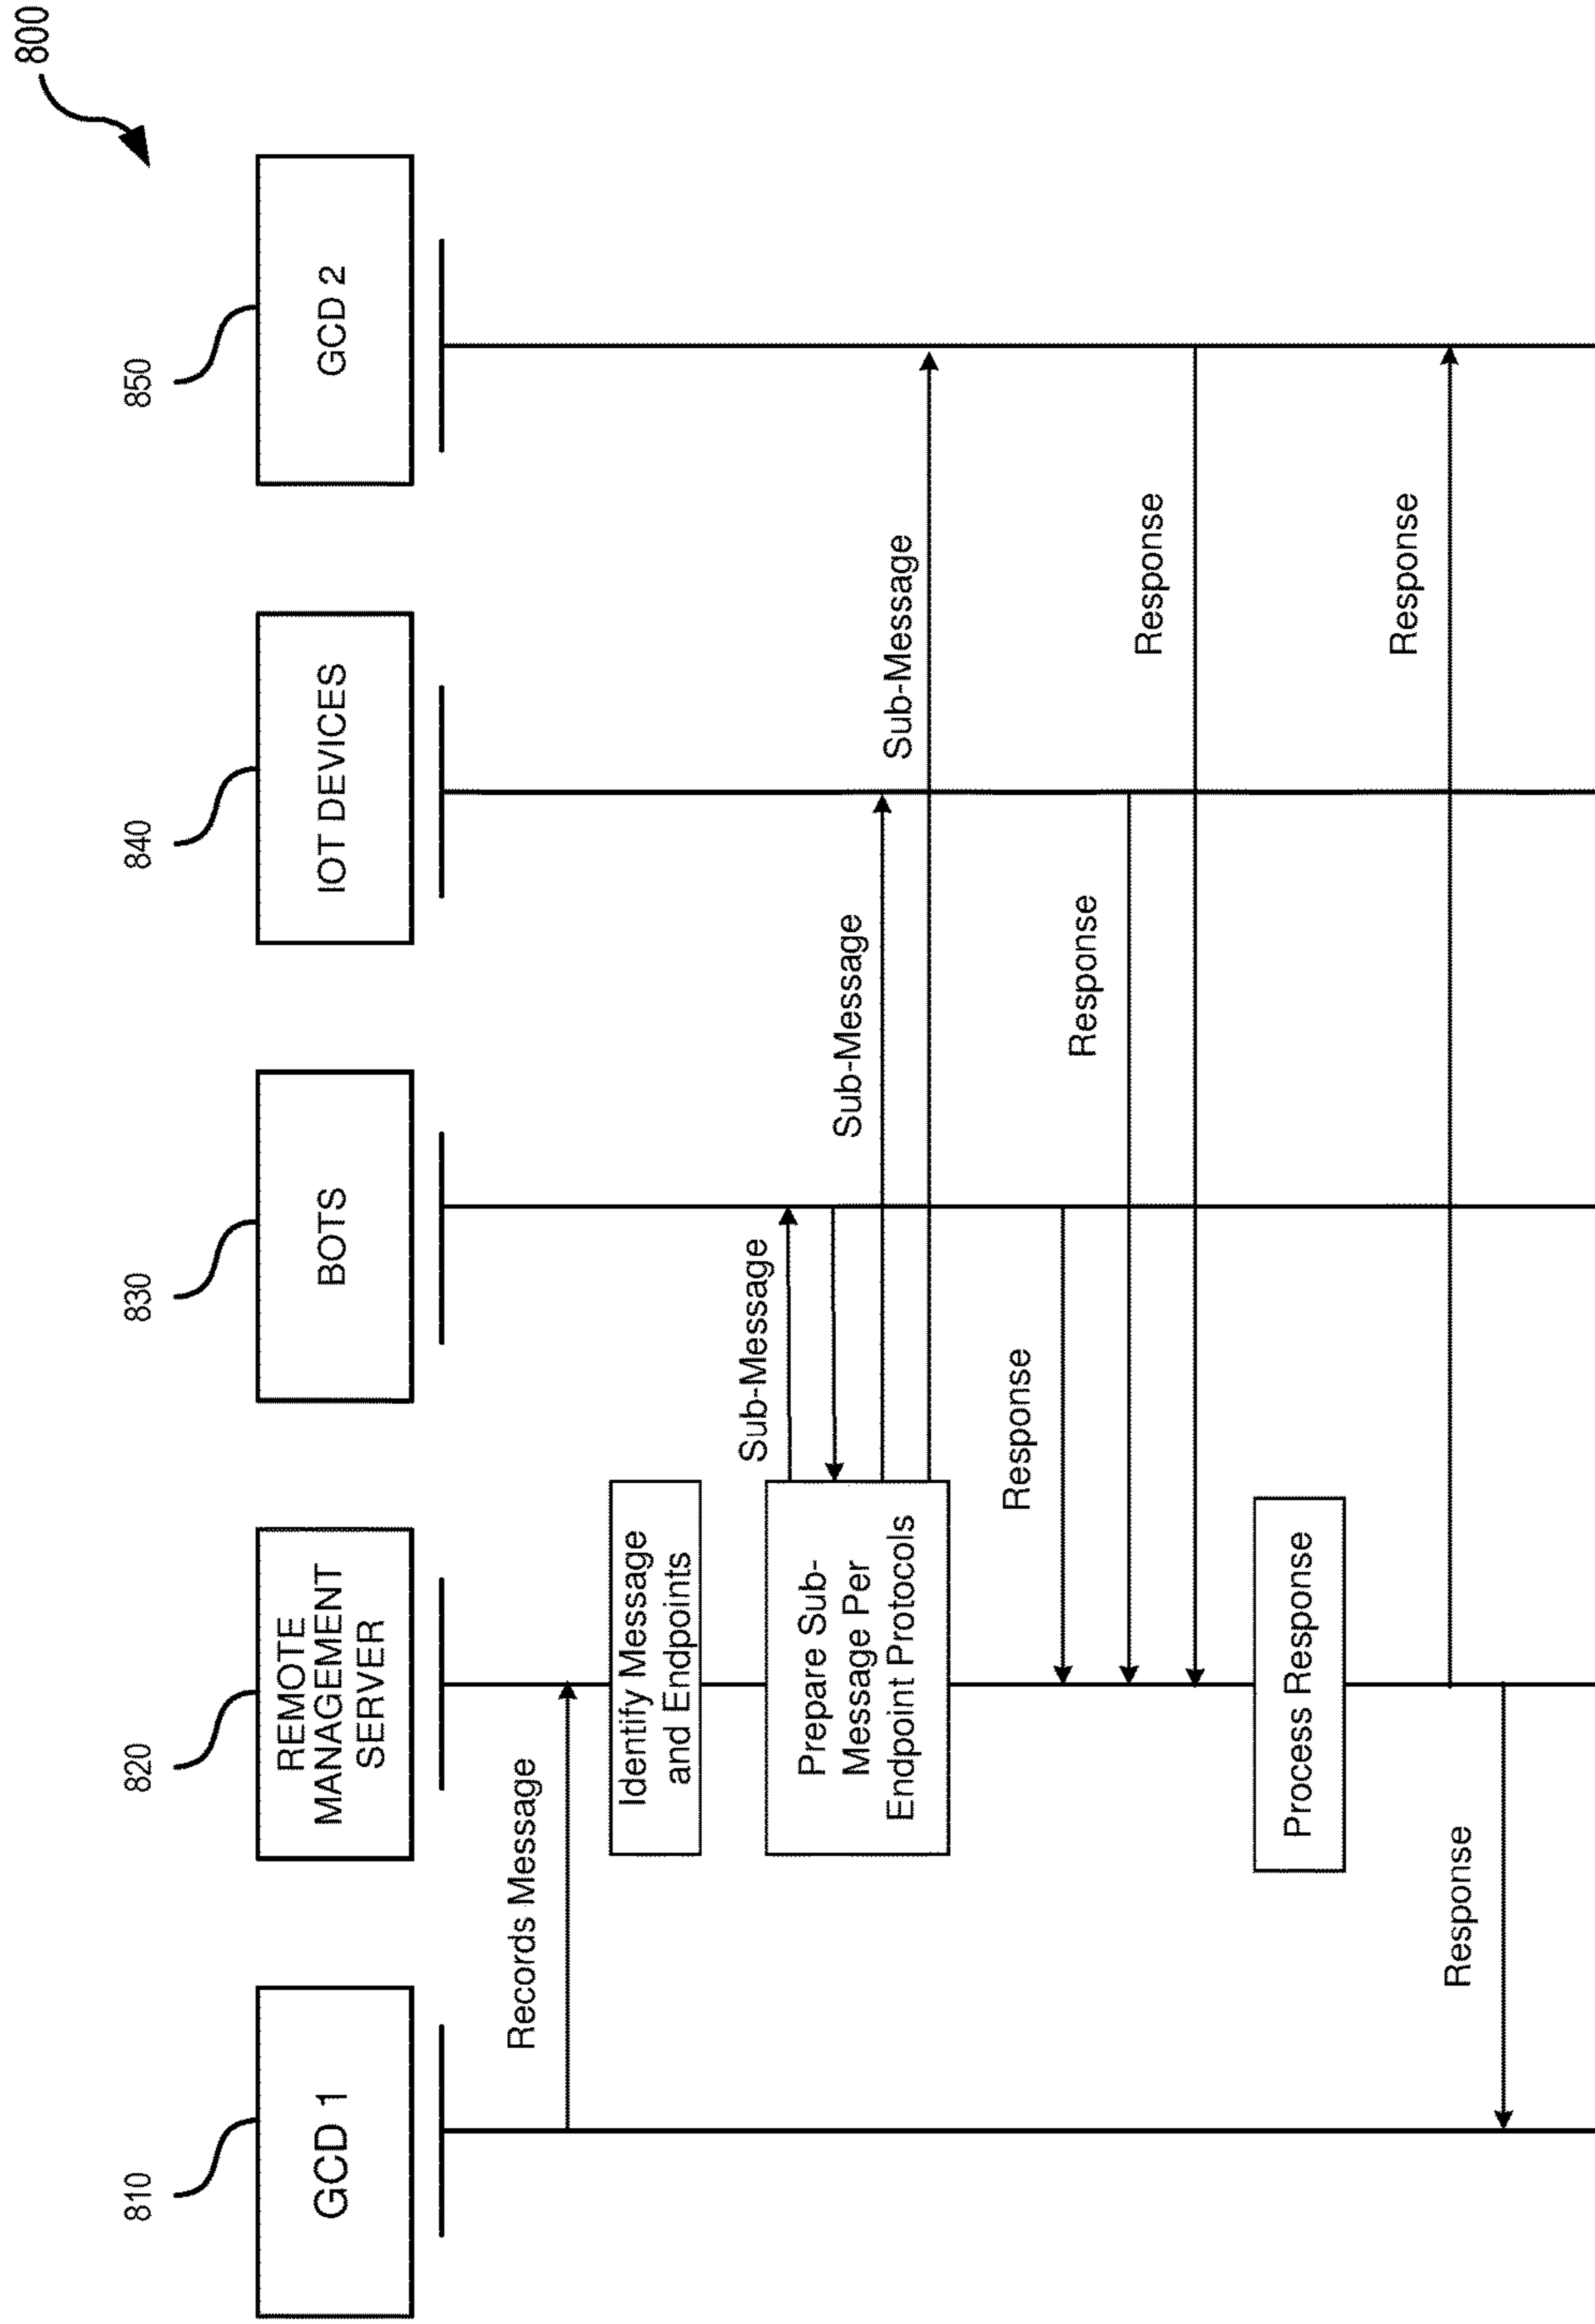 800
810
820
830
840
850
GCD 1
REMOTE
MANAGEMENT
SERVER
BOTS
IOT DEVICES
GCD 2
Records Message
Identify Message
and Endpoints
Sub-Message
Prepare Sub-
Message Per
Endpoint Protocols
Sub-Message
Sub-Message
Response
Response
Response
Process Response
Response
Response